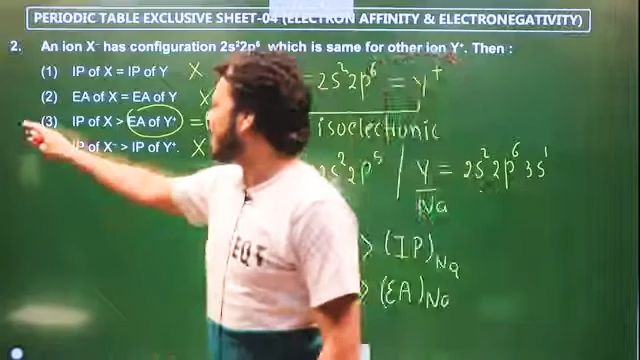 PERIODIC TABLE EXCLUSIVE SHEET-04 (ELECTRON AFFINITY & ELECTRONEGATIVITY)
2. An ion X⁻ has configuration 2s²2p⁶, which is same for other ion Y⁺. Then :
(1) IP of X = IP of Y X
(2) EA of X = EA of Y X
(3) IP of X > EA of Y⁺ =
IP of X⁻ > IP of Y⁺. X
= 2s²2p⁶ = Y⁺
isoelectronic
2s²2p⁵ / Y = 2s²2p⁶3s¹
Na
> (IP)Na
> (EA)Na
EQT